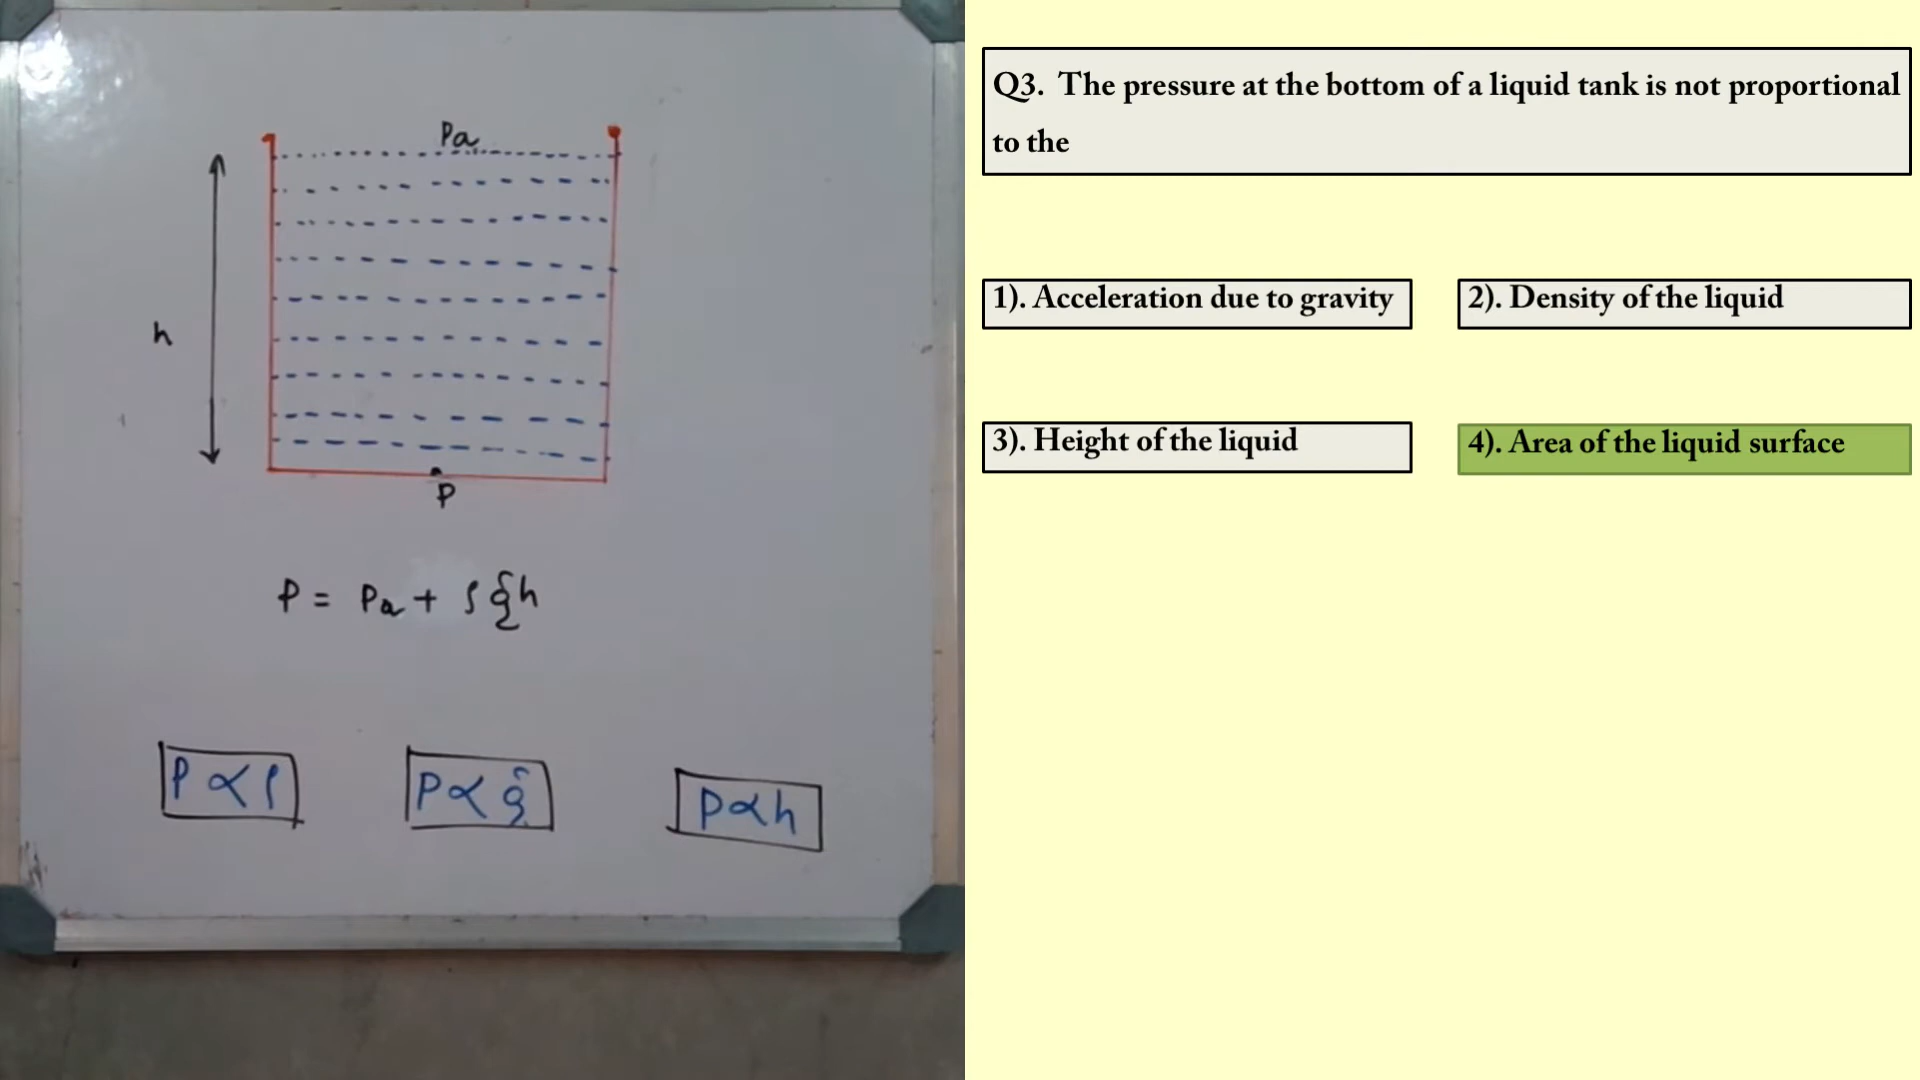 Pa
h
P
P = Pa + ρgh
P ∝ ρ
P ∝ g
P ∝ h
Q3. The pressure at the bottom of a liquid tank is not proportional
to the
1). Acceleration due to gravity
2). Density of the liquid
3). Height of the liquid
4). Area of the liquid surface